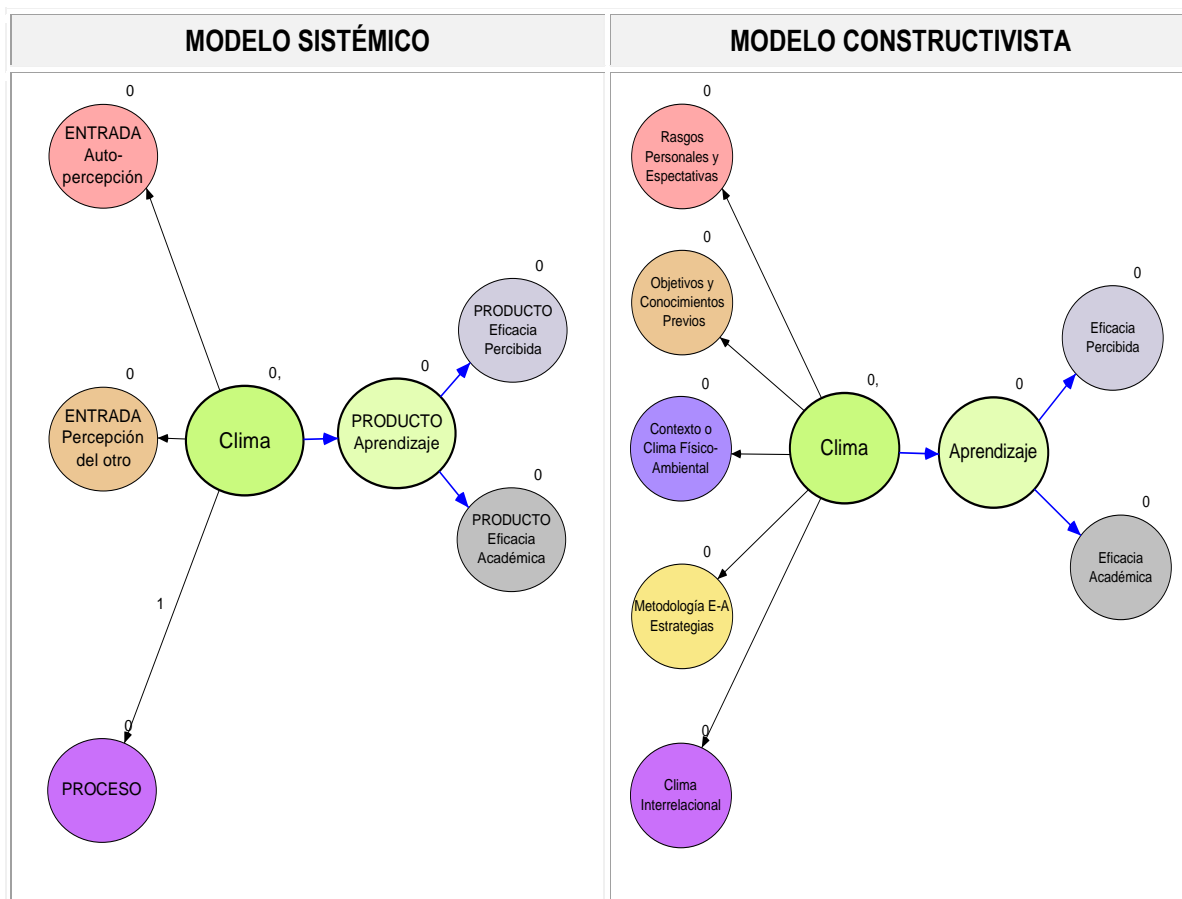 MODELO SISTÉMICO
0
ENTRADA
Auto-
percepción
0
ENTRADA
Percepción
del otro
0,
Clima
0
PRODUCTO
Aprendizaje
0
PRODUCTO
Eficacia
Percibida
0
PRODUCTO
Eficacia
Académica
1
0
PROCESO
MODELO CONSTRUCTIVISTA
0
Rasgos
Personales y
Espectativas
0
Objetivos y
Conocimientos
Previos
0
Contexto o
Clima Físico-
Ambiental
0
Metodología E-A
Estrategias
0
Clima
Interrelacional
0,
Clima
0
Aprendizaje
0
Eficacia
Percibida
0
Eficacia
Académica